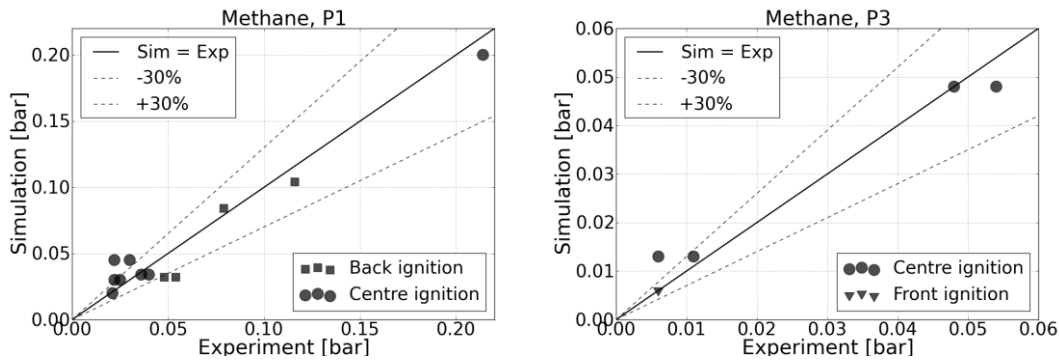 Methane, P1
Simulation [bar]
0.20
0.15
0.10
0.05
0.00
Sim = Exp
-30%
+30%
Back ignition
Centre ignition
0.00 0.05 0.10 0.15 0.20
Experiment [bar]
Methane, P3
Simulation [bar]
0.06
0.05
0.04
0.03
0.02
0.01
0.00
Sim = Exp
-30%
+30%
Centre ignition
Front ignition
0.00 0.01 0.02 0.03 0.04 0.05 0.06
Experiment [bar]